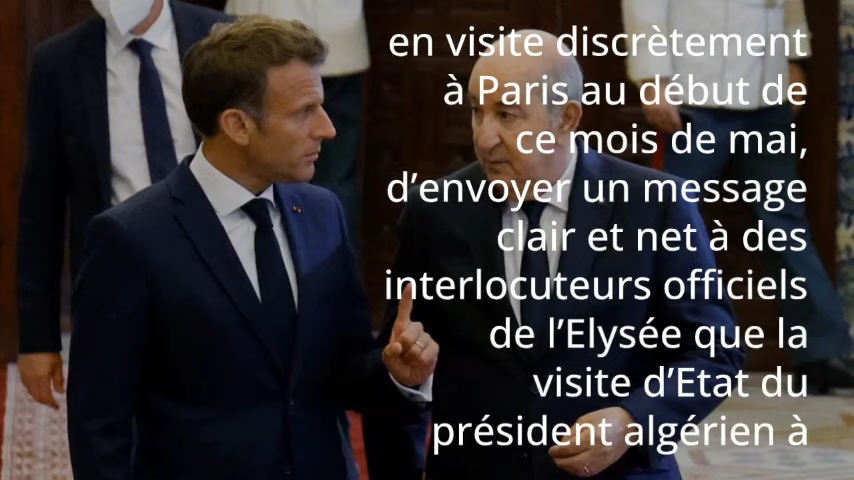 en visite discrètement
à Paris au début de
ce mois de mai,
d’envoyer un message
clair et net à des
interlocuteurs officiels
de l’Elysée que la
visite d’Etat du
président algérien à